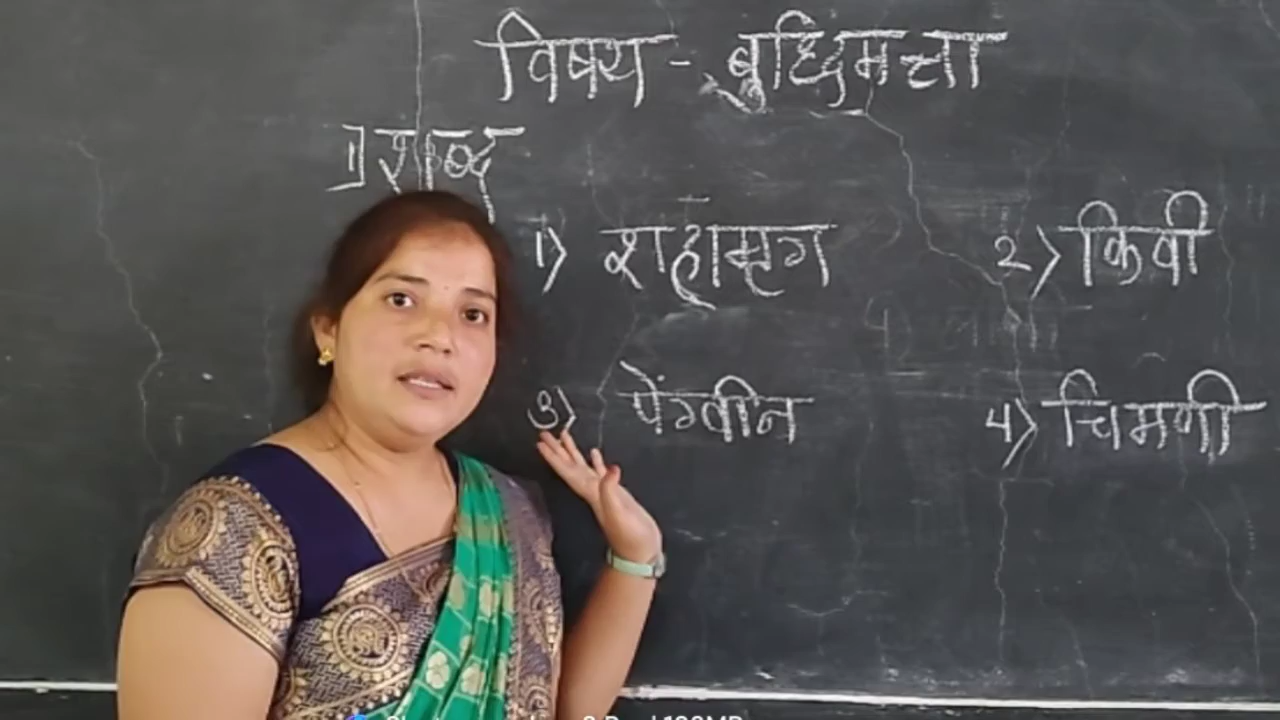 विषय - बुध्दिमत्ता
1) शब्द
1) शहामृग 2) किवी
3) पेंग्वीन 4) चिमणी